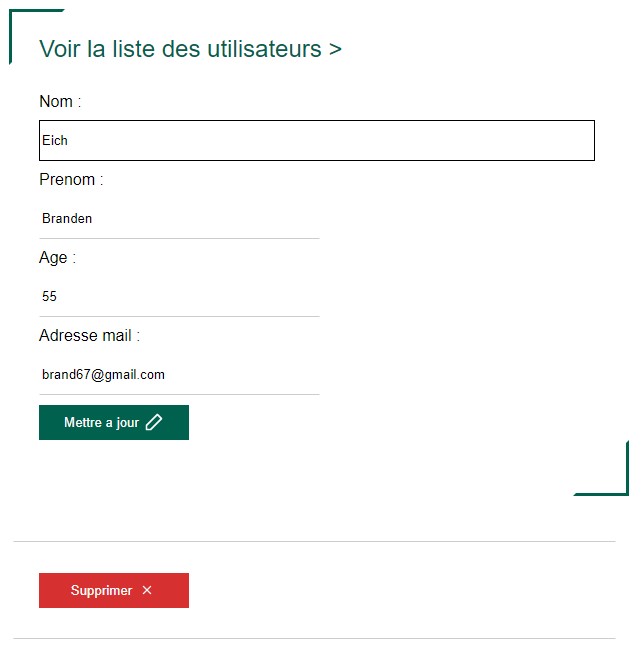 Voir la liste des utilisateurs >
Nom :
Eich
Prenom :
Branden
Age :
55
Adresse mail :
brand67@gmail.com
Mettre a jour
Supprimer